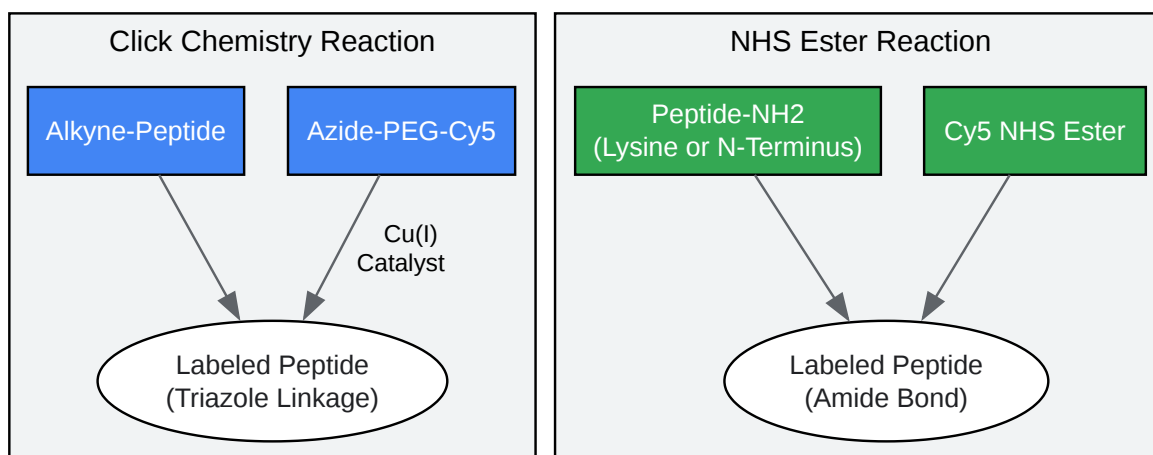 Click Chemistry Reaction
Alkyne-Peptide
Azide-PEG-Cy5
Cu(I)
Catalyst
Labeled Peptide
(Triazole Linkage)
NHS Ester Reaction
Peptide-NH2
(Lysine or N-Terminus)
Cy5 NHS Ester
Labeled Peptide
(Amide Bond)